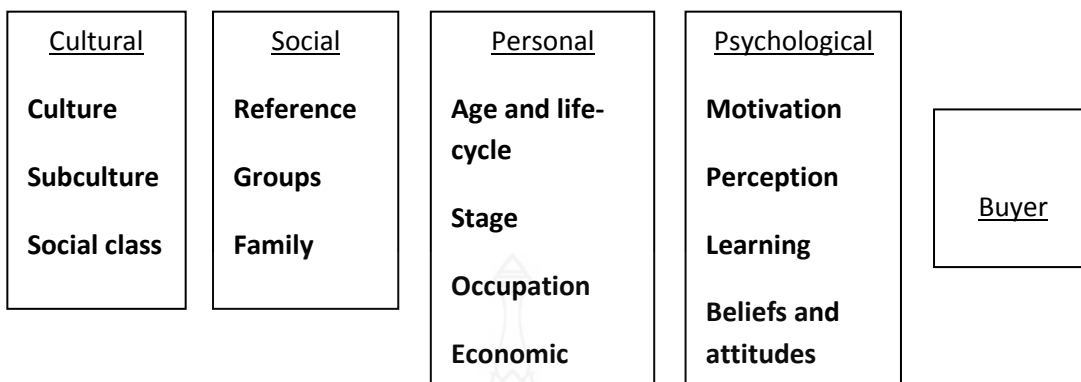 Cultural
Culture
Subculture
Social class
Social
Reference
Groups
Family
Personal
Age and life-
cycle
Stage
Occupation
Economic
Psychological
Motivation
Perception
Learning
Beliefs and
attitudes
Buyer